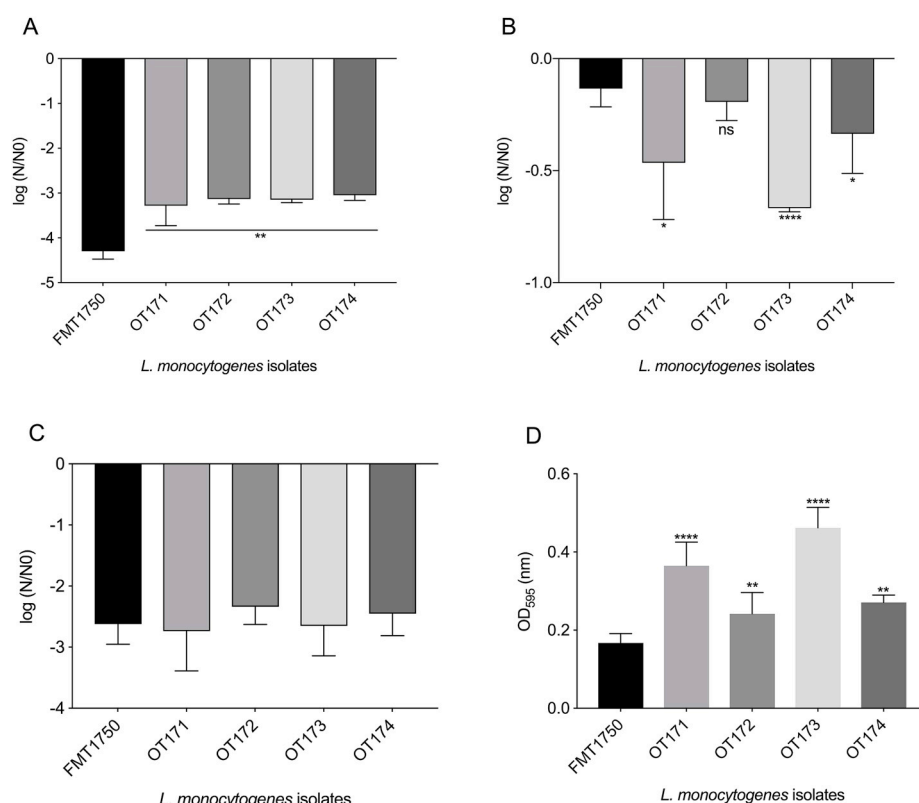 A
0
-1
-2
-3
-4
-5
log (N/N0)
**
FMT1750
OT171
OT172
OT173
OT174
L. monocytogenes isolates
B
0.0
-0.5
-1.0
log (N/N0)
*
ns
****
*
FMT1750
OT171
OT172
OT173
OT174
L. monocytogenes isolates
C
0
-1
-2
-3
-4
log (N/N0)
FMT1750
OT171
OT172
OT173
OT174
L. monocytogenes isolates
D
0.6
0.4
0.2
0.0
OD595 (nm)
****
**
****
**
FMT1750
OT171
OT172
OT173
OT174
L. monocytogenes isolates